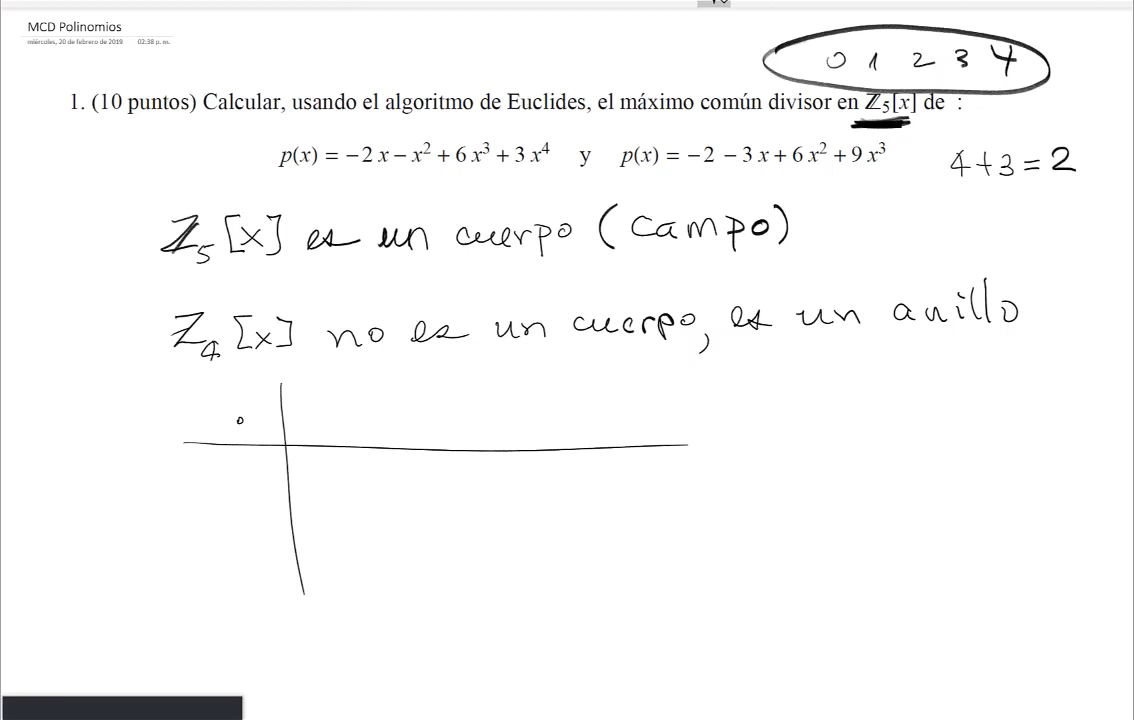 MCD Polinomios
miércoles, 20 de febrero de 2019 02:38 p. m.
0 1 2 3 4
1. (10 puntos) Calcular, usando el algoritmo de Euclides, el máximo común divisor en ℤ₅[x] de :
p(x) = −2 x − x² + 6 x³ + 3 x⁴ y p(x) = −2 − 3 x + 6 x² + 9 x³
4+3=2
ℤ₅[x] es un cuerpo (campo)
ℤ₄[x] no es un cuerpo, es un anillo